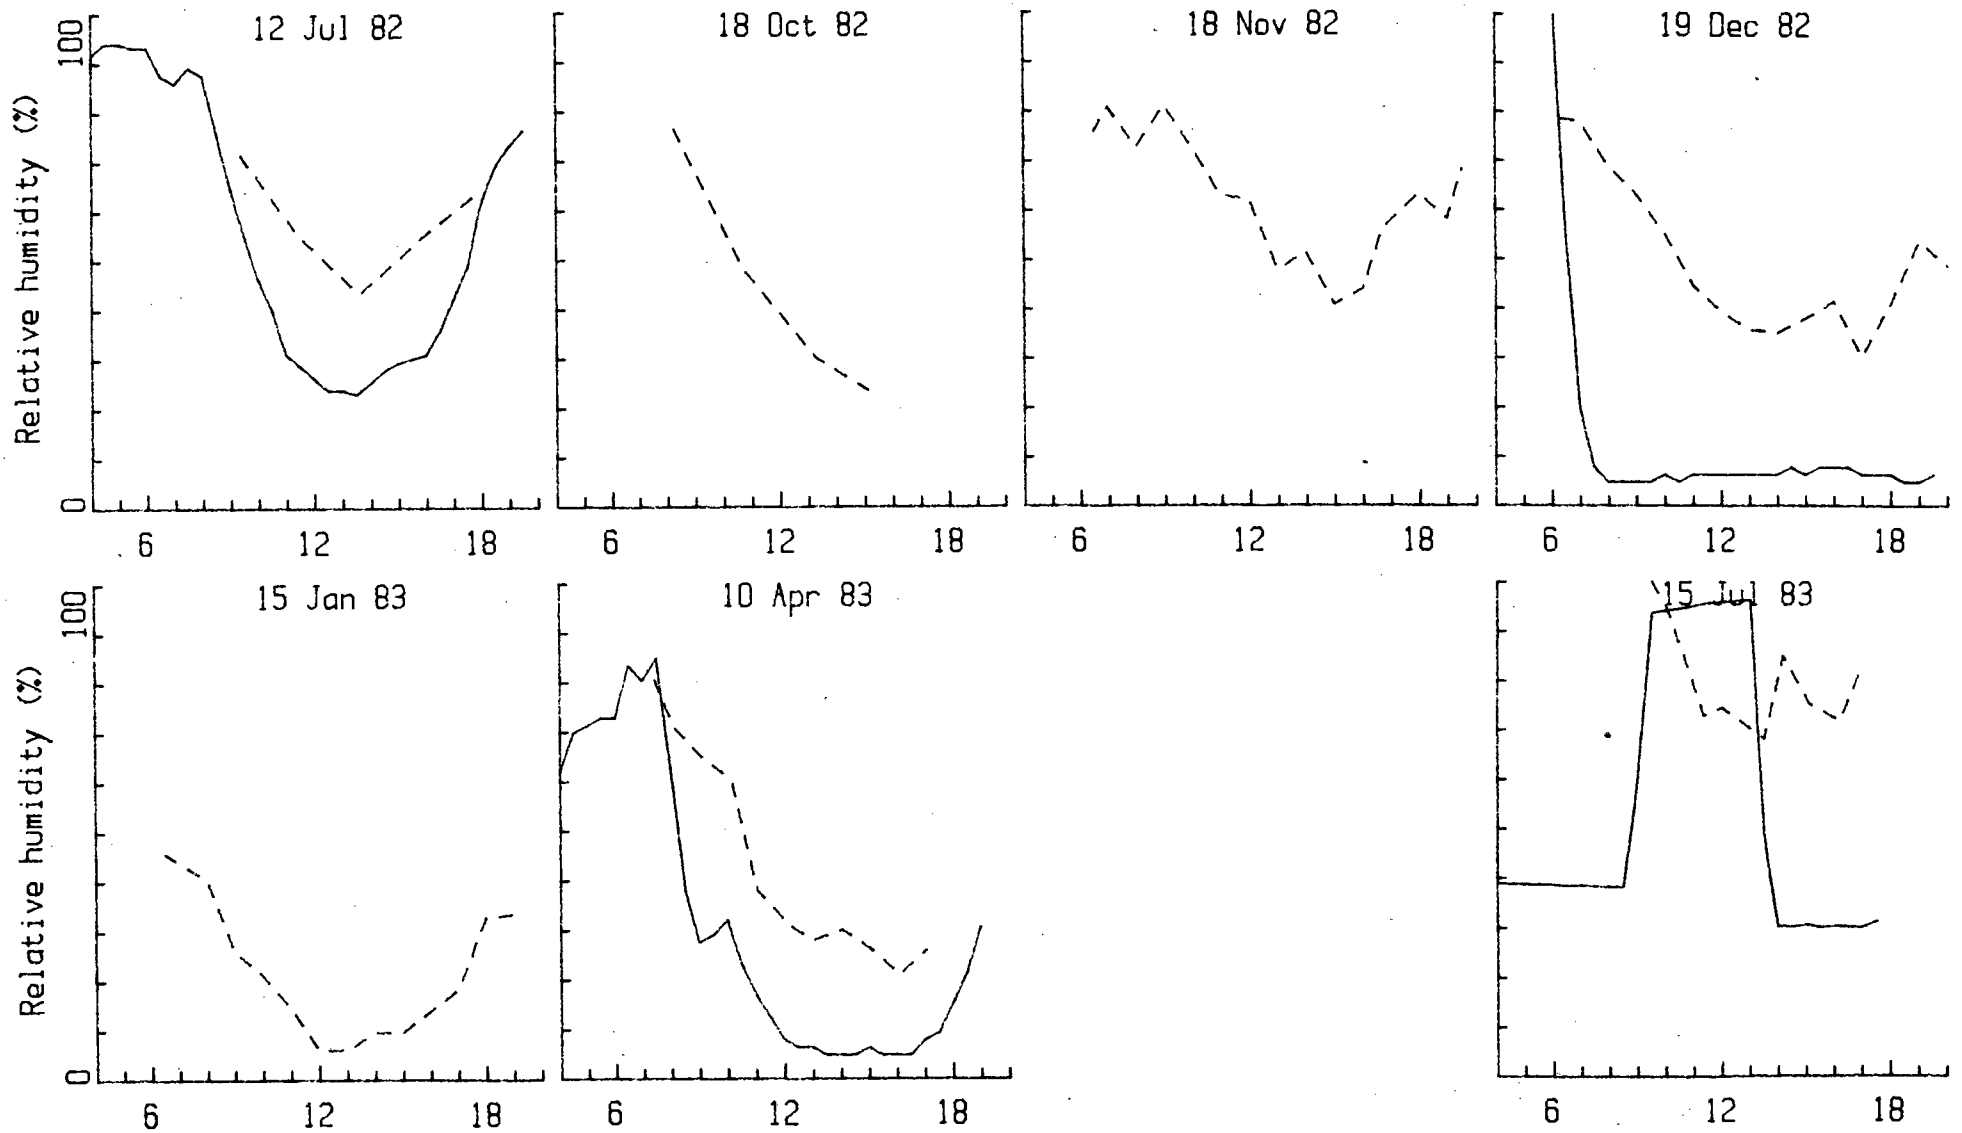 12 Jul 82
18 Oct 82
18 Nov 82
19 Dec 82
Relative humidity (%)
100
0
6 12 18
6 12 18
6 12 18
6 12 18
15 Jan 83
10 Apr 83
15 Jul 83
Relative humidity (%)
100
0
6 12 18
6 12 18
6 12 18